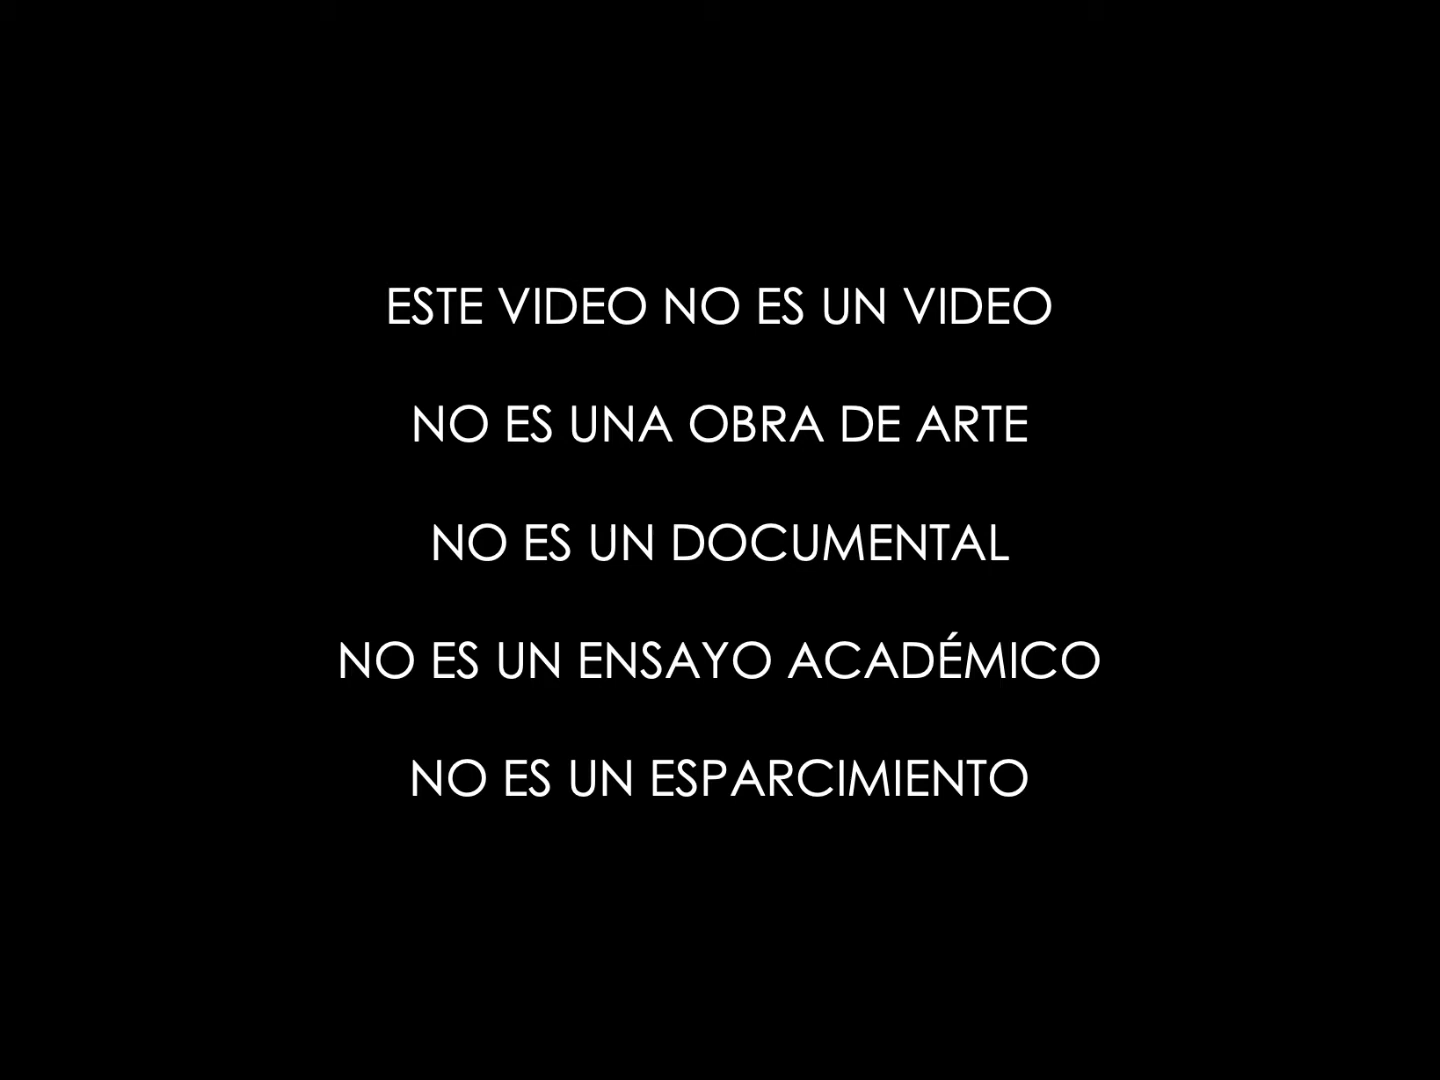 ESTE VIDEO NO ES UN VIDEO
NO ES UNA OBRA DE ARTE
NO ES UN DOCUMENTAL
NO ES UN ENSAYO ACADÉMICO
NO ES UN ESPARCIMIENTO